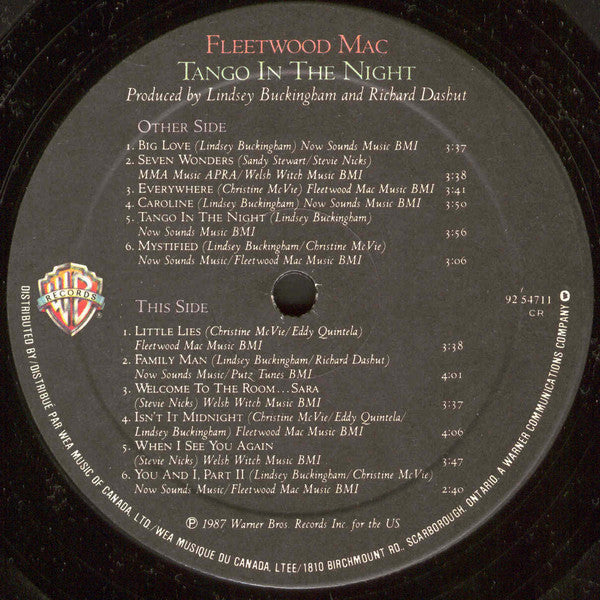 FLEETWOOD MAC
TANGO IN THE NIGHT
Produced by Lindsey Buckingham and Richard Dashut
OTHER SIDE
1. BIG LOVE (Lindsey Buckingham) Now Sounds Music BMI 3:37
2. SEVEN WONDERS (Sandy Stewart/Stevie Nicks)
MMA Music APRA/Welsh Witch Music BMI 3:38
3. EVERYWHERE (Christine McVie) Fleetwood Mac Music BMI 3:41
4. CAROLINE (Lindsey Buckingham) Now Sounds Music BMI 3:50
5. TANGO IN THE NIGHT (Lindsey Buckingham)
Now Sounds Music BMI 3:56
6. MYSTIFIED (Lindsey Buckingham/Christine McVie)
Now Sounds Music/Fleetwood Mac Music BMI 3:06
WB
RECORDS
92 54711
CR
THIS SIDE
1. LITTLE LIES (Christine McVie/Eddy Quintela)
Fleetwood Mac Music BMI 3:38
2. FAMILY MAN (Lindsey Buckingham/Richard Dashut)
Now Sounds Music/Putz Tunes BMI 4:01
3. WELCOME TO THE ROOM...SARA
(Stevie Nicks) Welsh Witch Music BMI 3:37
4. ISN'T IT MIDNIGHT (Christine McVie/Eddy Quintela/
Lindsey Buckingham) Fleetwood Mac Music BMI 4:06
5. WHEN I SEE YOU AGAIN
(Stevie Nicks) Welsh Witch Music BMI 3:47
6. YOU AND I, PART II (Lindsey Buckingham/Christine McVie)
Now Sounds Music/Fleetwood Mac Music BMI 2:40
℗ 1987 Warner Bros. Records Inc. for the US
DISTRIBUTED BY/DISTRIBUÉ PAR WEA MUSIC OF CANADA, LTD./WEA MUSIQUE DU CANADA, LTEE/1810 BIRCHMOUNT RD., SCARBOROUGH, ONTARIO. A WARNER COMMUNICATIONS COMPANY